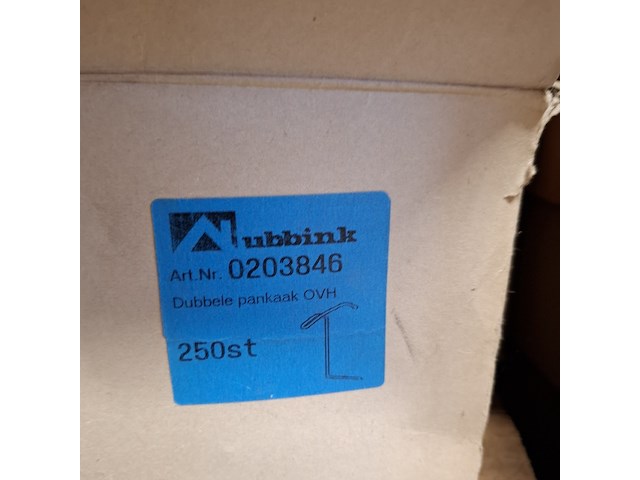 ubbink
Art.Nr. 0203846
Dubbele pankaak OVH
250st